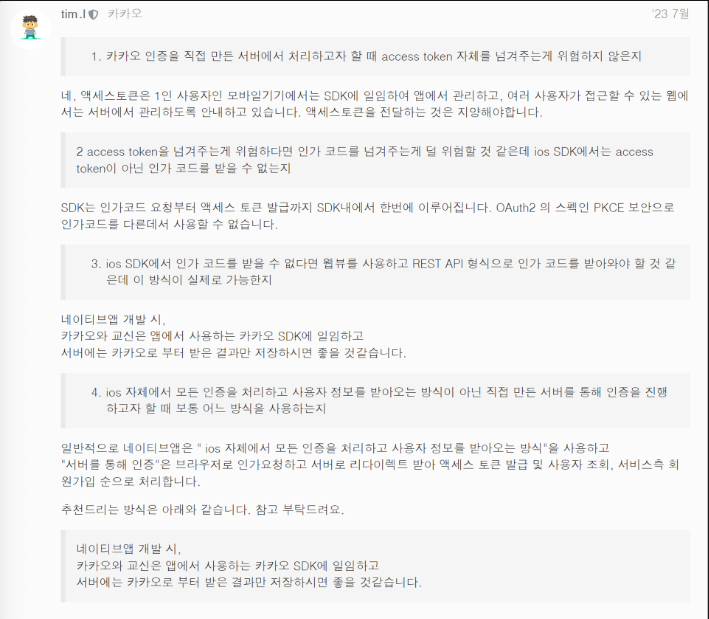 tim.l 카카오 '23 7월
1. 카카오 인증을 직접 만든 서버에서 처리하고자 할 때 access token 자체를 넘겨주는게 위험하지 않은지
네, 액세스토큰은 1인 사용자인 모바일기기에서는 SDK에 일임하여 앱에서 관리하고, 여러 사용자가 접근할 수 있는 웹에
서는 서버에서 관리하도록 안내하고 있습니다. 액세스토큰을 전달하는 것은 지양해야합니다.
2 access token을 넘겨주는게 위험하다면 인가 코드를 넘겨주는게 덜 위험할 것 같은데 ios SDK에서는 access
token이 아닌 인가 코드를 받을 수 없는지
SDK는 인가코드 요청부터 액세스 토큰 발급까지 SDK내에서 한번에 이루어집니다. OAuth2 의 스펙인 PKCE 보안으로
인가코드를 다른데서 사용할 수 없습니다.
3. ios SDK에서 인가 코드를 받을 수 없다면 웹뷰를 사용하고 REST API 형식으로 인가 코드를 받아와야 할 것 같
은데 이 방식이 실제로 가능한지
네이티브앱 개발 시,
카카오와 교신은 앱에서 사용하는 카카오 SDK에 일임하고
서버에는 카카오로 부터 받은 결과만 저장하시면 좋을 것같습니다.
4. ios 자체에서 모든 인증을 처리하고 사용자 정보를 받아오는 방식이 아닌 직접 만든 서버를 통해 인증을 진행
하고자 할 때 보통 어느 방식을 사용하는지
일반적으로 네이티브앱은 " ios 자체에서 모든 인증을 처리하고 사용자 정보를 받아오는 방식"을 사용하고
"서버를 통해 인증"은 브라우저로 인가요청하고 서버로 리다이렉트 받아 액세스 토큰 발급 및 사용자 조회, 서비스측 회
원가입 순으로 처리합니다.
추천드리는 방식은 아래와 같습니다. 참고 부탁드려요.
네이티브앱 개발 시,
카카오와 교신은 앱에서 사용하는 카카오 SDK에 일임하고
서버에는 카카오로 부터 받은 결과만 저장하시면 좋을 것같습니다.